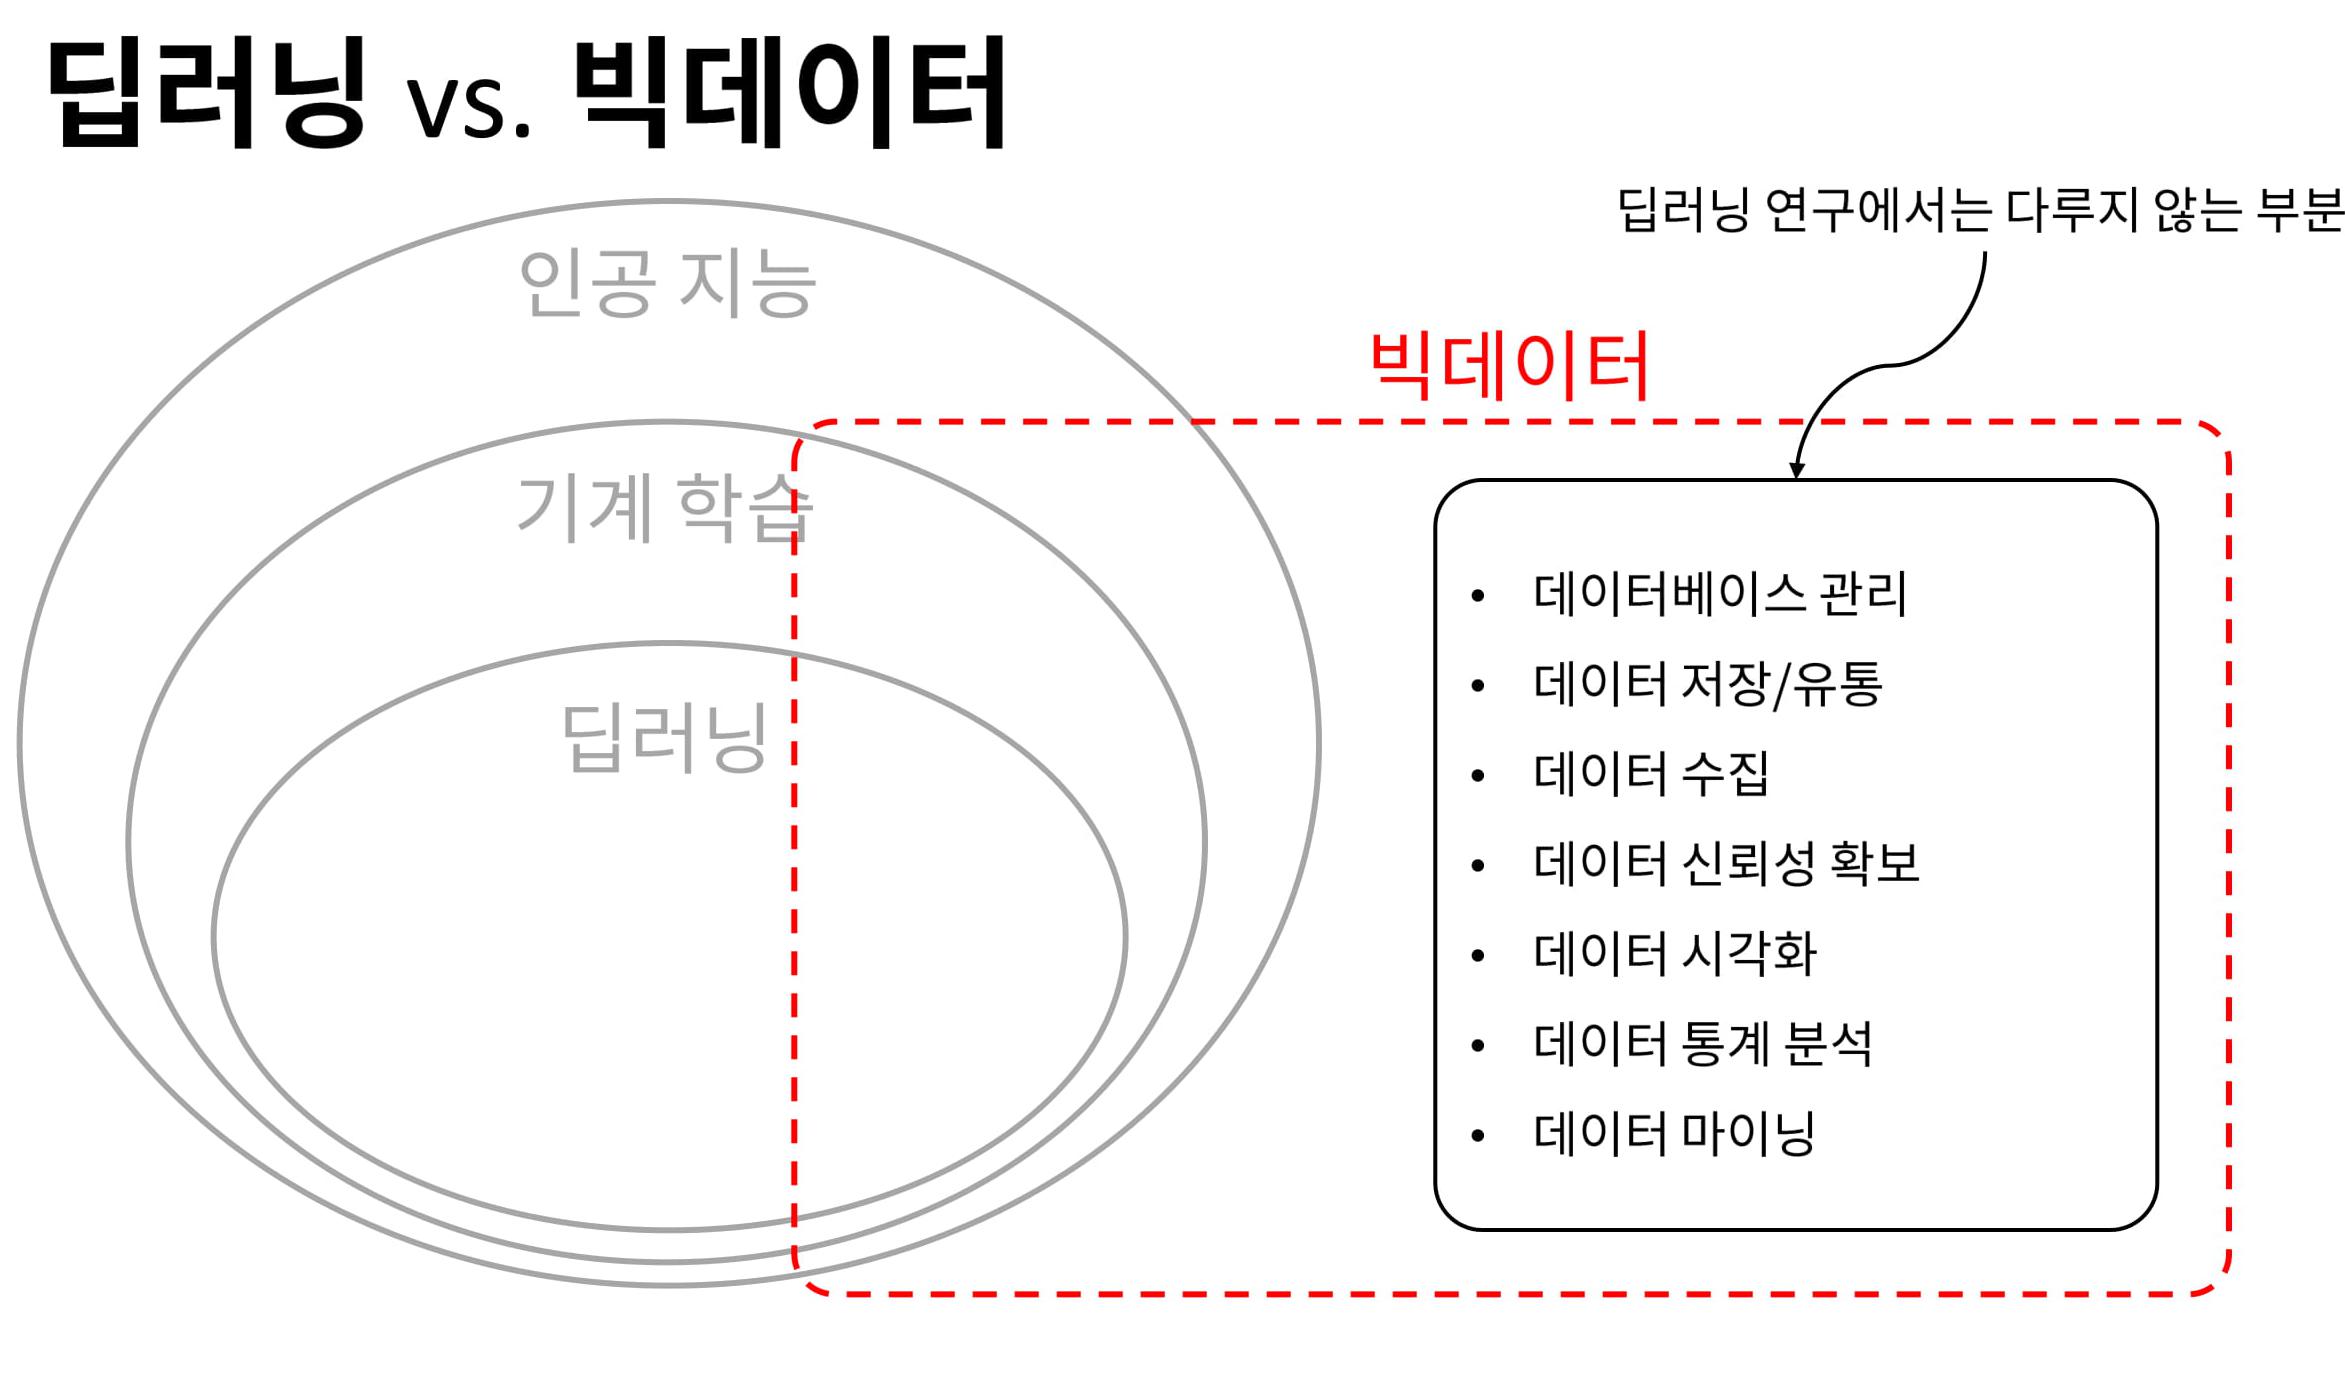 딥러닝 vs. 빅데이터
딥러닝 연구에서는 다루지 않는 부분
인공 지능
빅데이터
기계 학습
딥러닝
• 데이터베이스 관리
• 데이터 저장/유통
• 데이터 수집
• 데이터 신뢰성 확보
• 데이터 시각화
• 데이터 통계 분석
• 데이터 마이닝